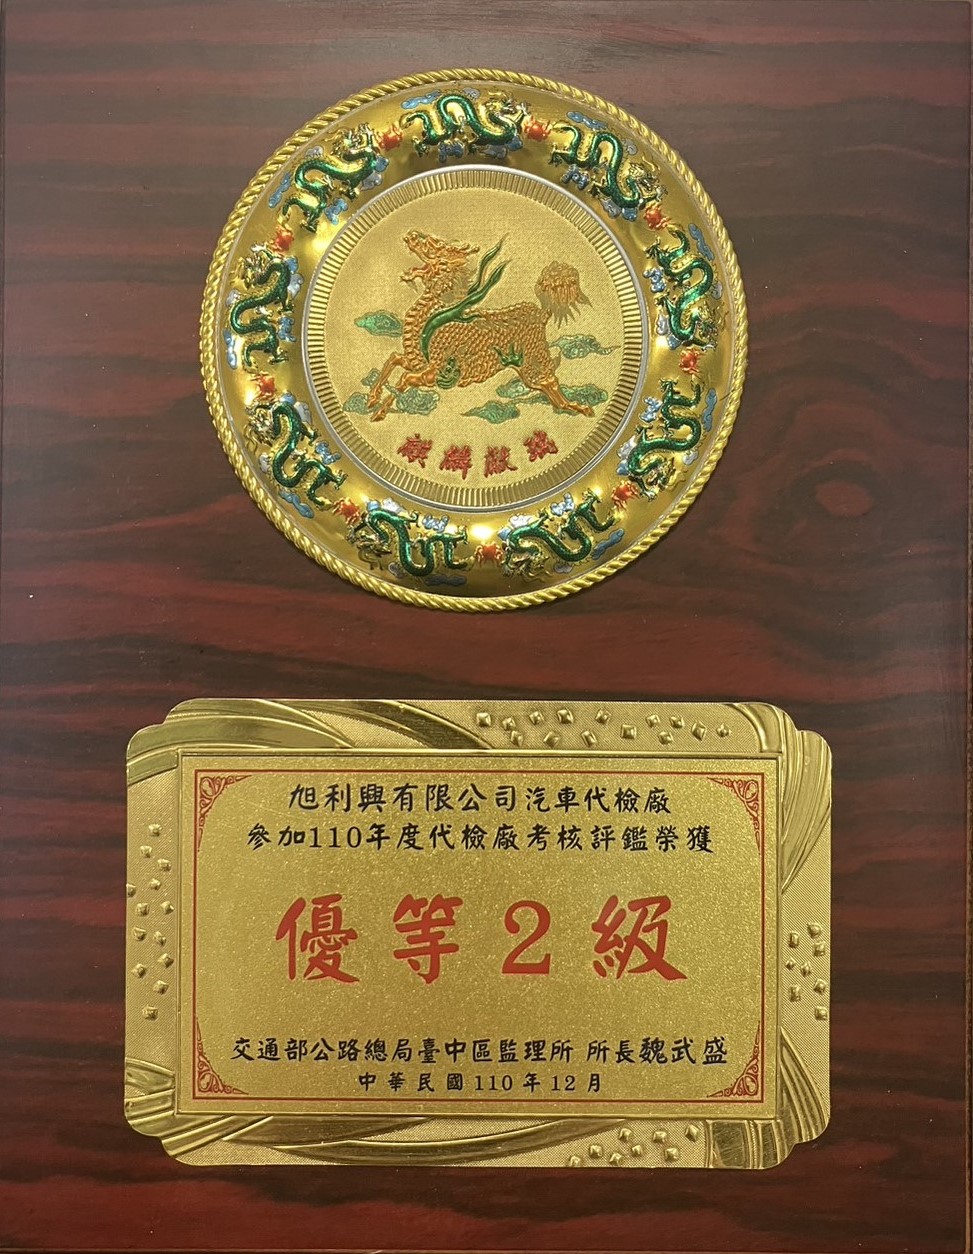 麒麟獻瑞
旭利興有限公司汽車代檢廠
參加110年度代檢廠考核評鑑榮獲
優等2級
交通部公路總局臺中區監理所 所長魏武盛
中華民國110年12月